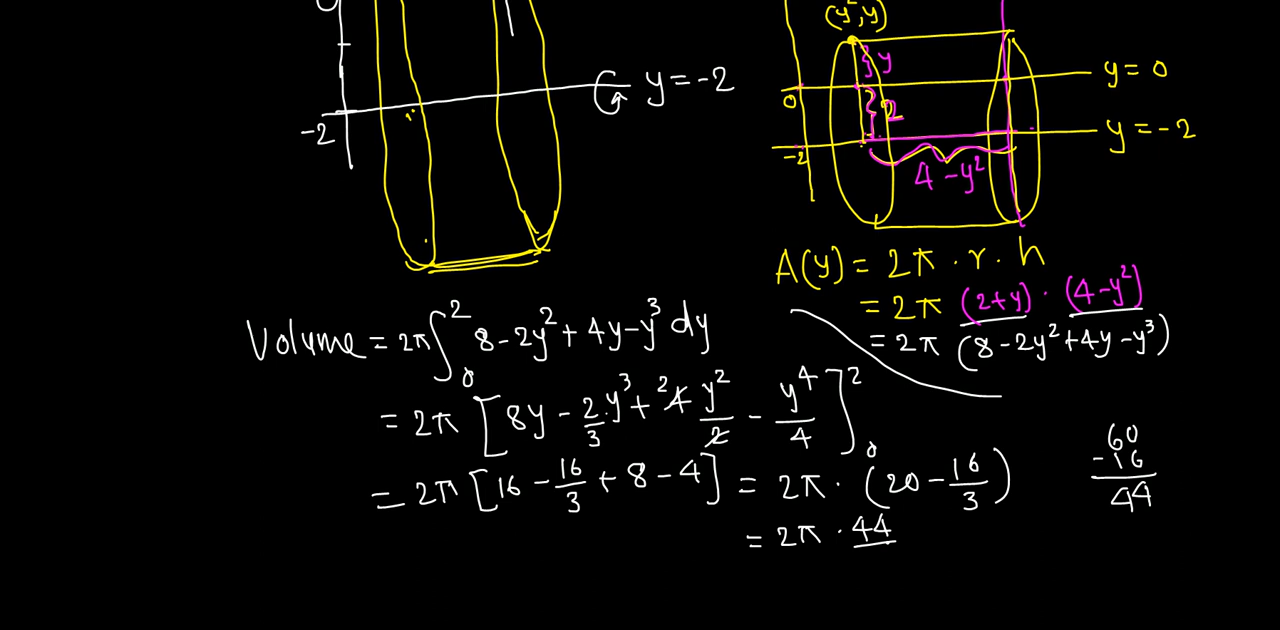 0
y = -2
-2
(y², y)
} y
y = 0
0
} 2
y = -2
-2
4 - y²
A(y) = 2π · r · h
= 2π (2+y) · (4-y²)
= 2π (8 - 2y² + 4y - y³)
Volume = 2π ∫₀² 8 - 2y² + 4y - y³ dy
= 2π [8y - 2/3 · y³ + ²4 y²/2 - y⁴/4]₀²
= 2π [16 - 16/3 + 8 - 4] = 2π · (20 - 16/3)
60
-16
44
= 2π · 44